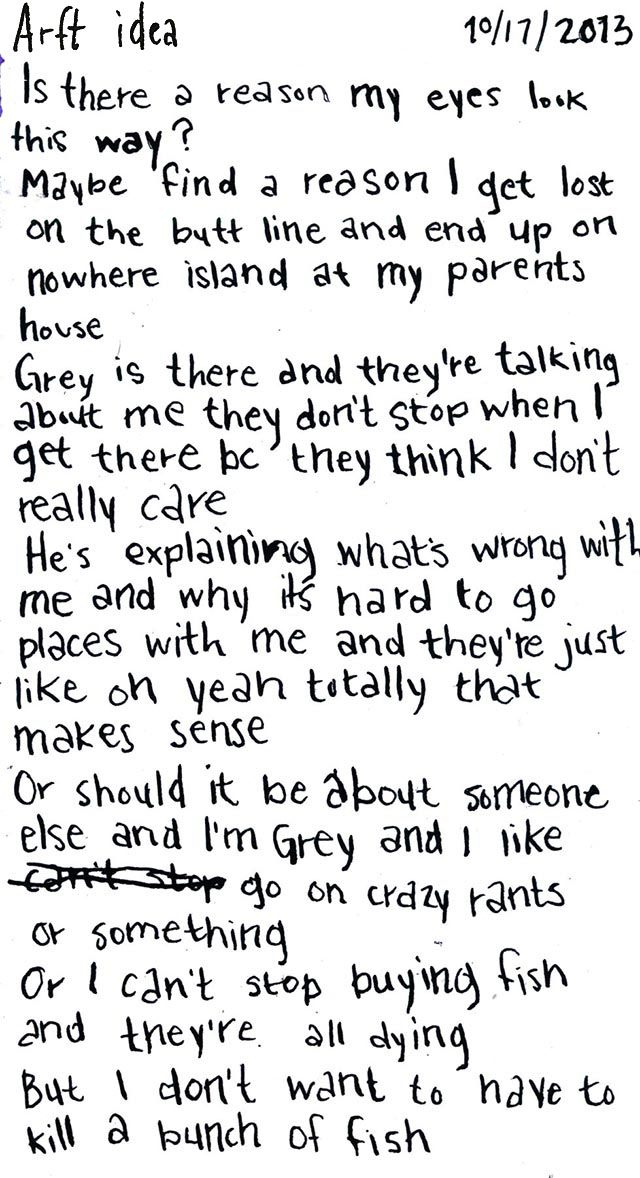 Arft idea 10/17/2013
Is there a reason my eyes look
this way?
Maybe find a reason I get lost
on the butt line and end up on
nowhere island at my parents
house
Grey is there and they're talking
about me they don't stop when I
get there bc they think I don't
really care
He's explaining what's wrong with
me and why it's hard to go
places with me and they're just
like oh yeah totally that
makes sense
Or should it be about someone
else and I'm Grey and I like
can't stop go on crazy rants
or something
Or I can't stop buying fish
and they're all dying
But I don't want to have to
kill a bunch of fish